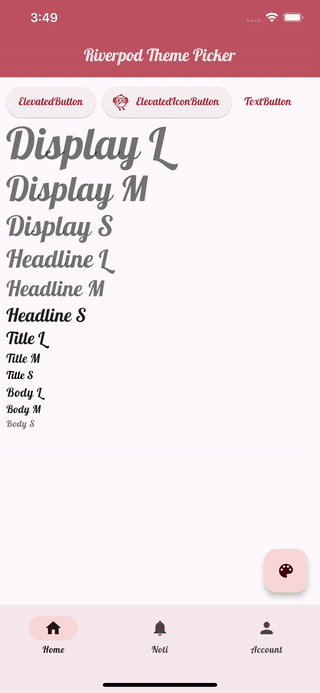 3:49
Riverpod Theme Picker
ElevatedButton ElevatedIconButton TextButton
Display L
Display M
Display S
Headline L
Headline M
Headline S
Title L
Title M
Title S
Body L
Body M
Body S
Home Noti Account